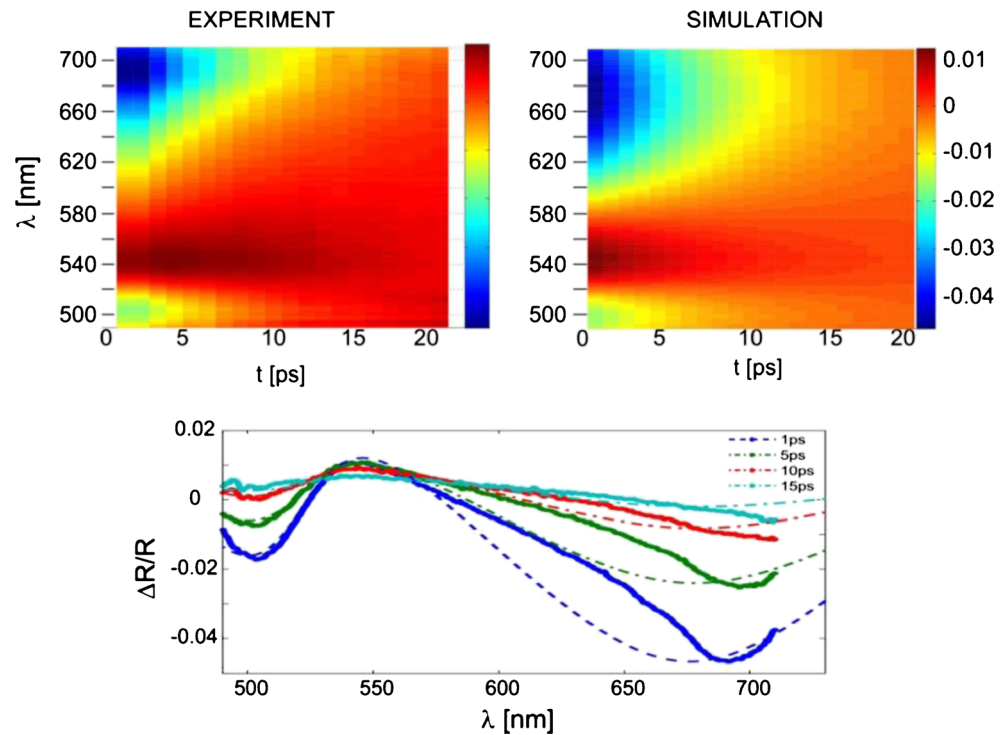 EXPERIMENT
SIMULATION
700
660
620
580
540
500
λ [nm]
0 5 10 15 20
t [ps]
700
660
620
580
540
500
0 5 10 15 20
t [ps]
0.01
0
-0.01
-0.02
-0.03
-0.04
0.02
0
-0.02
-0.04
ΔR/R
1ps
5ps
10ps
15ps
500 550 600 650 700
λ [nm]